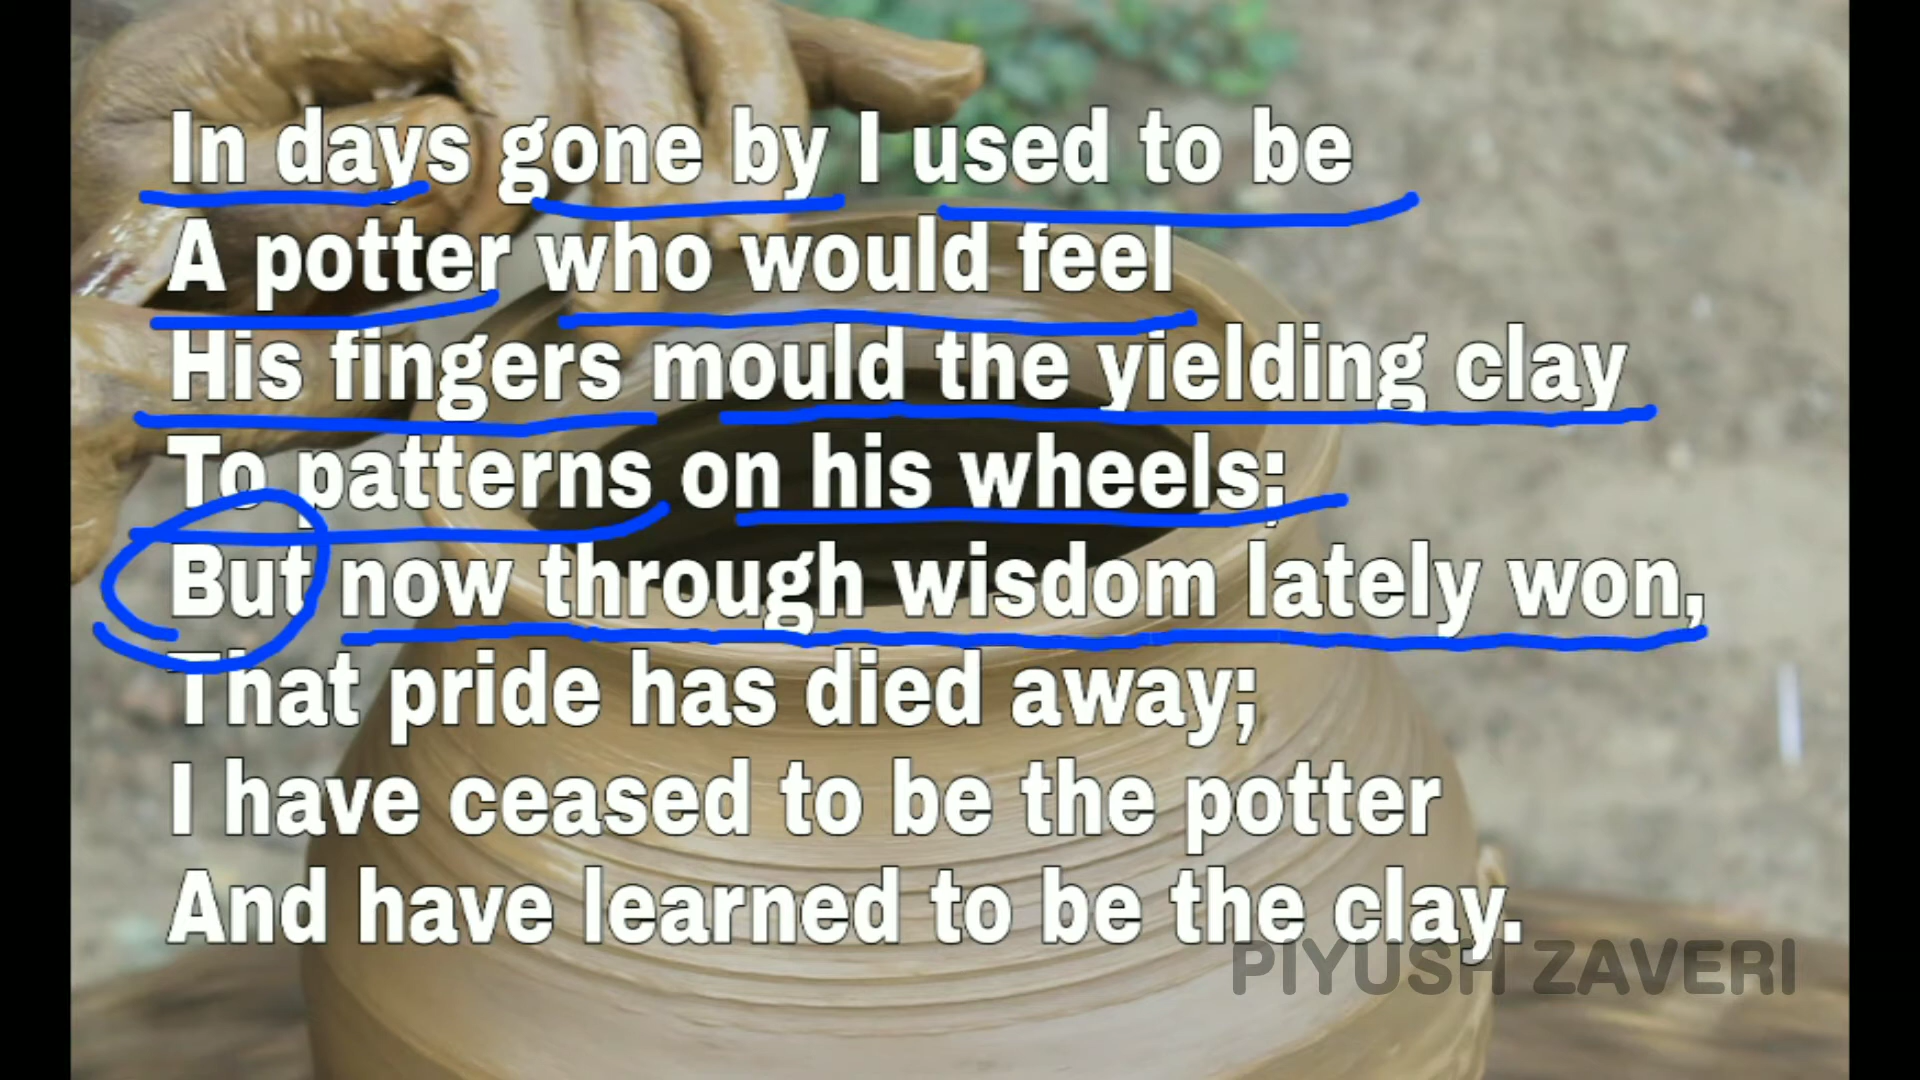 In days gone by I used to be
A potter who would feel
His fingers mould the yielding clay
To patterns on his wheels;
But now through wisdom lately won,
That pride has died away;
I have ceased to be the potter
And have learned to be the clay.
PIYUSH ZAVERI